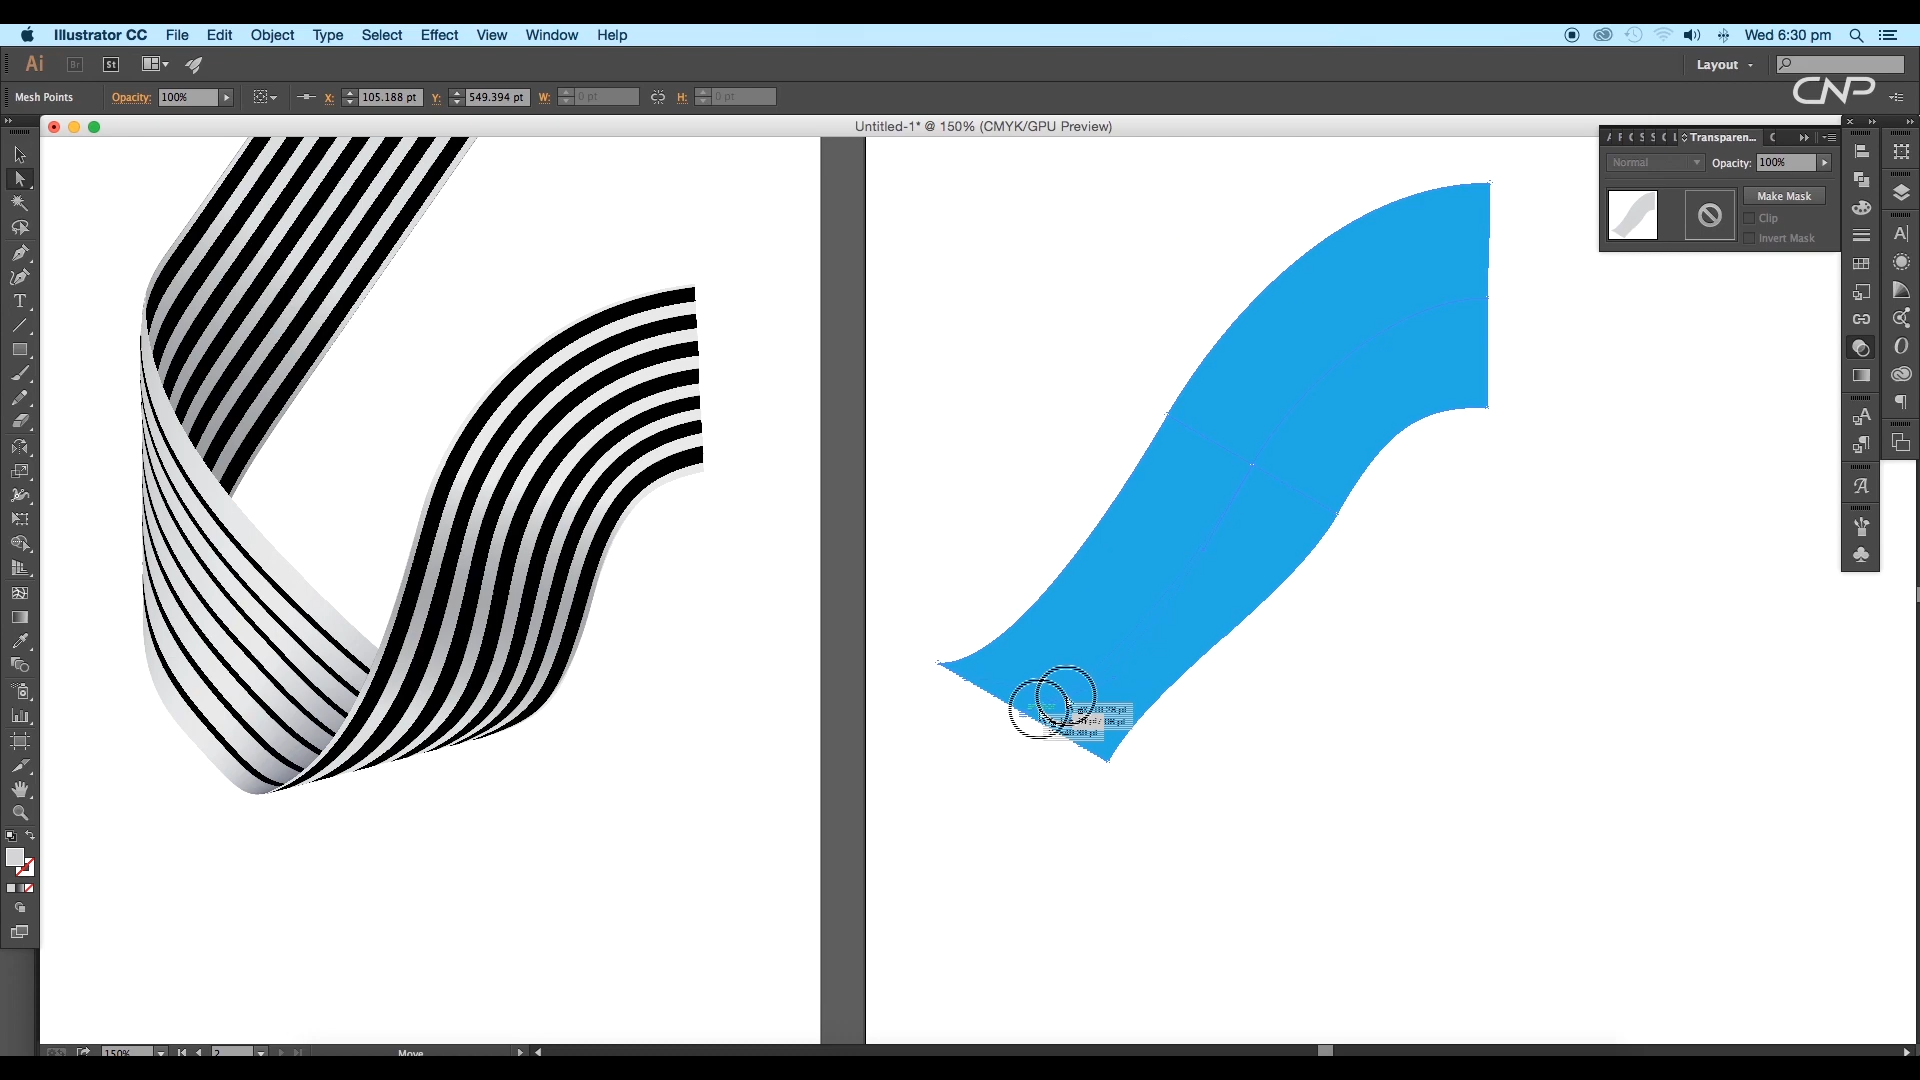 Illustrator CC File Edit Object Type Select Effect View Window Help Wed 6:30 pm
Ai Br St Layout
CNP
Mesh Points Opacity: 100% X: 105.188 pt Y: 549.394 pt W: 0 pt H: 0 pt
Untitled-1* @ 150% (CMYK/GPU Preview)
Transparen...
Normal Opacity: 100%
Make Mask
Clip
Invert Mask
150% 2 Move